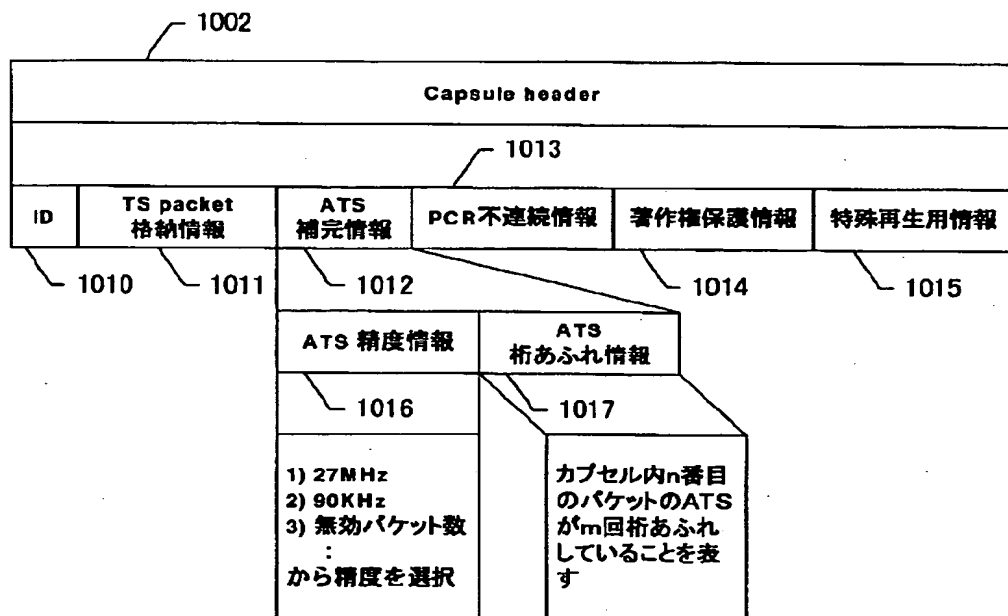 1002
Capsule header
1013
ID
TS packet
格納情報
ATS
補完情報
PCR不連続情報
著作権保護情報
特殊再生用情報
1010
1011
1012
1014
1015
ATS 精度情報
ATS
桁あふれ情報
1016
1017
1) 27MHz
2) 90KHz
3) 無効パケット数
:
から精度を選択
カプセル内n番目
のパケットのATS
がm回桁あふれ
していることを表
す